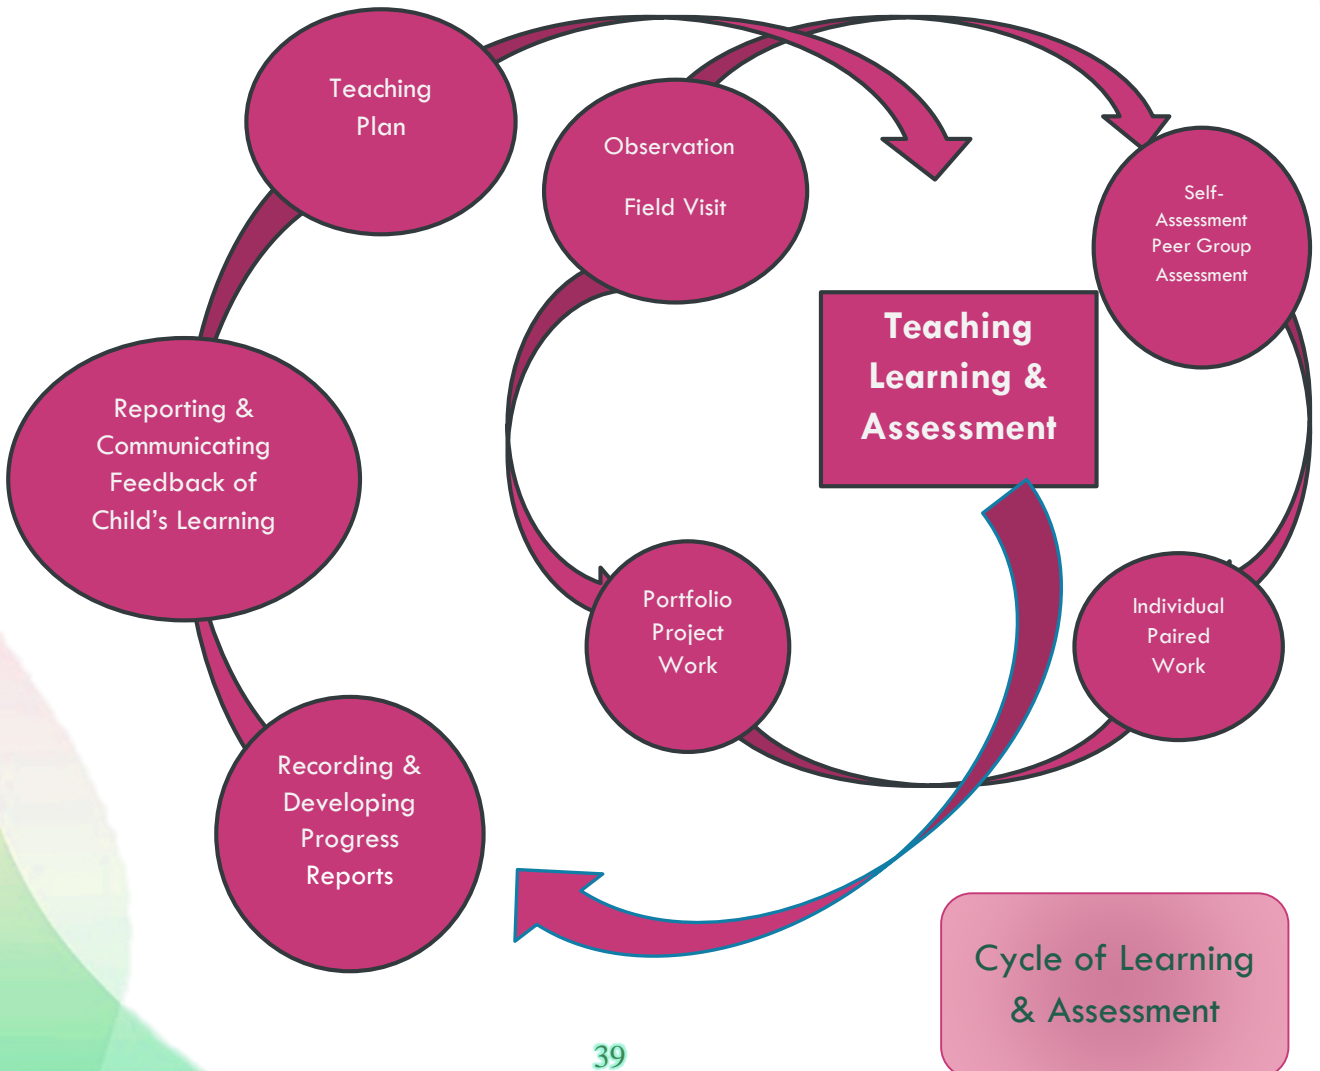 Teaching
Plan
Observation
Field Visit
Self-
Assessment
Peer Group
Assessment
Teaching
Learning &
Assessment
Reporting &
Communicating
Feedback of
Child's Learning
Portfolio
Project
Work
Individual
Paired
Work
Recording &
Developing
Progress
Reports
Cycle of Learning
& Assessment
39